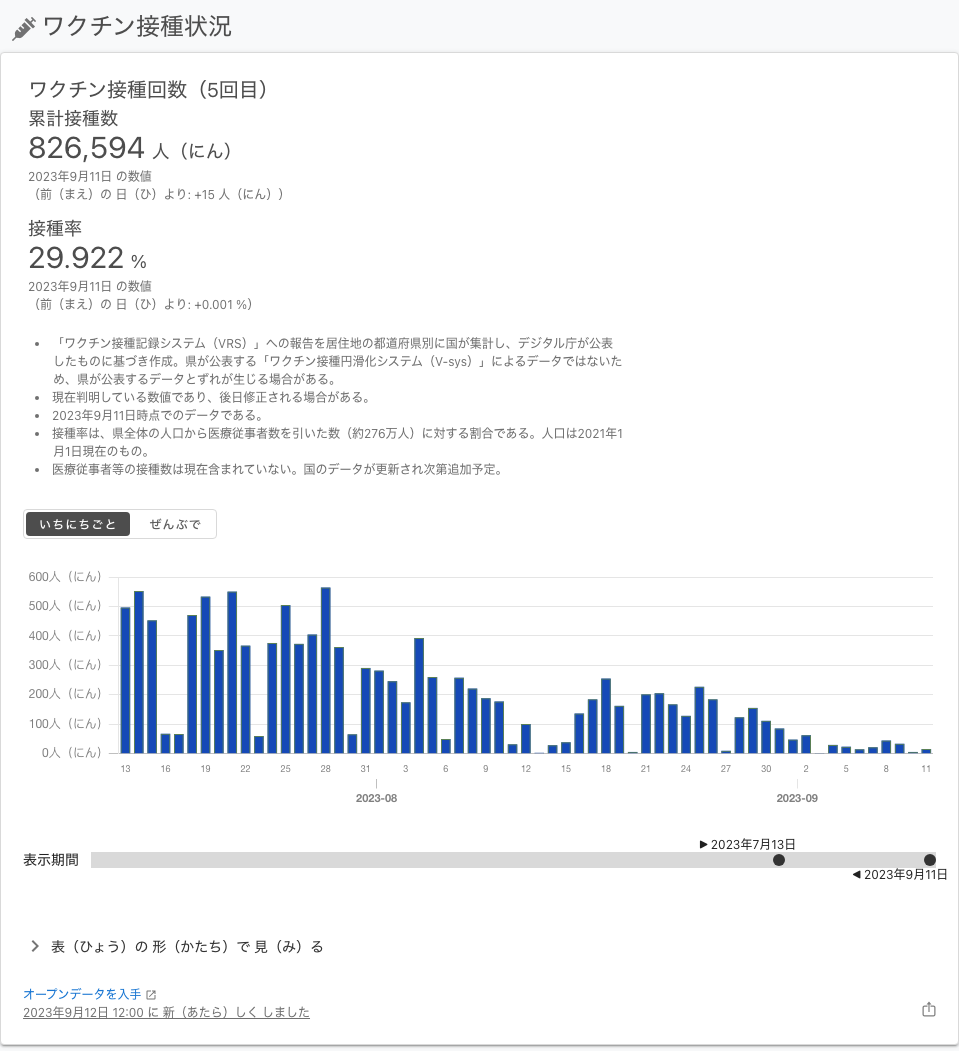 ワクチン接種状況
ワクチン接種回数（5回目）
累計接種数
826,594 人（にん）
2023年9月11日 の数値
（前（まえ）の 日（ひ）より: +15 人（にん））
接種率
29.922 %
2023年9月11日 の数値
（前（まえ）の 日（ひ）より: +0.001 %）
• 「ワクチン接種記録システム（VRS）」への報告を居住地の都道府県別に国が集計し、デジタル庁が公表
したものに基づき作成。県が公表する「ワクチン接種円滑化システム（V-sys）」によるデータではないた
め、県が公表するデータとずれが生じる場合がある。
• 現在判明している数値であり、後日修正される場合がある。
• 2023年9月11日時点でのデータである。
• 接種率は、県全体の人口から医療従事者数を引いた数（約276万人）に対する割合である。人口は2021年1
月1日現在のもの。
• 医療従事者等の接種数は現在含まれていない。国のデータが更新され次第追加予定。
いちにちごと ぜんぶで
600人（にん）
500人（にん）
400人（にん）
300人（にん）
200人（にん）
100人（にん）
0人（にん）
13 16 19 22 25 28 31 3 6 9 12 15 18 21 24 27 30 2 5 8 11
2023-08 2023-09
▶ 2023年7月13日
表示期間
◀ 2023年9月11日
表（ひょう）の 形（かたち）で 見（み）る
オープンデータを入手
2023年9月12日 12:00 に 新（あたら）しく しました